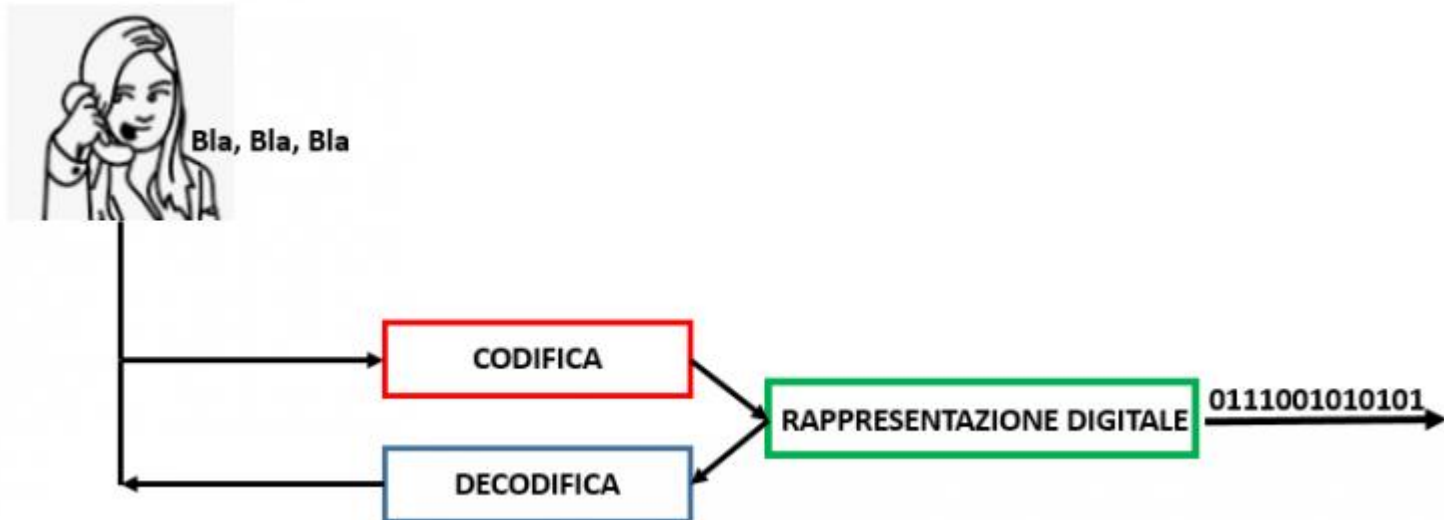 Bla, Bla, Bla
CODIFICA
RAPPRESENTAZIONE DIGITALE
0111001010101
DECODIFICA